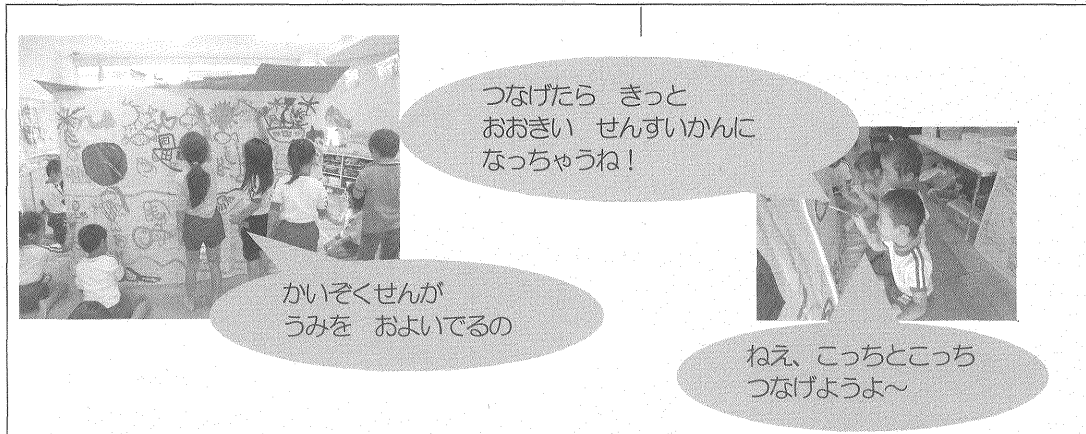 つなげたら きっと
おおきい せんすいかんに
なっちゃうね！
かいぞくせんが
うみを およいでるの
ねえ、こっちとこっち
つなげようよ～